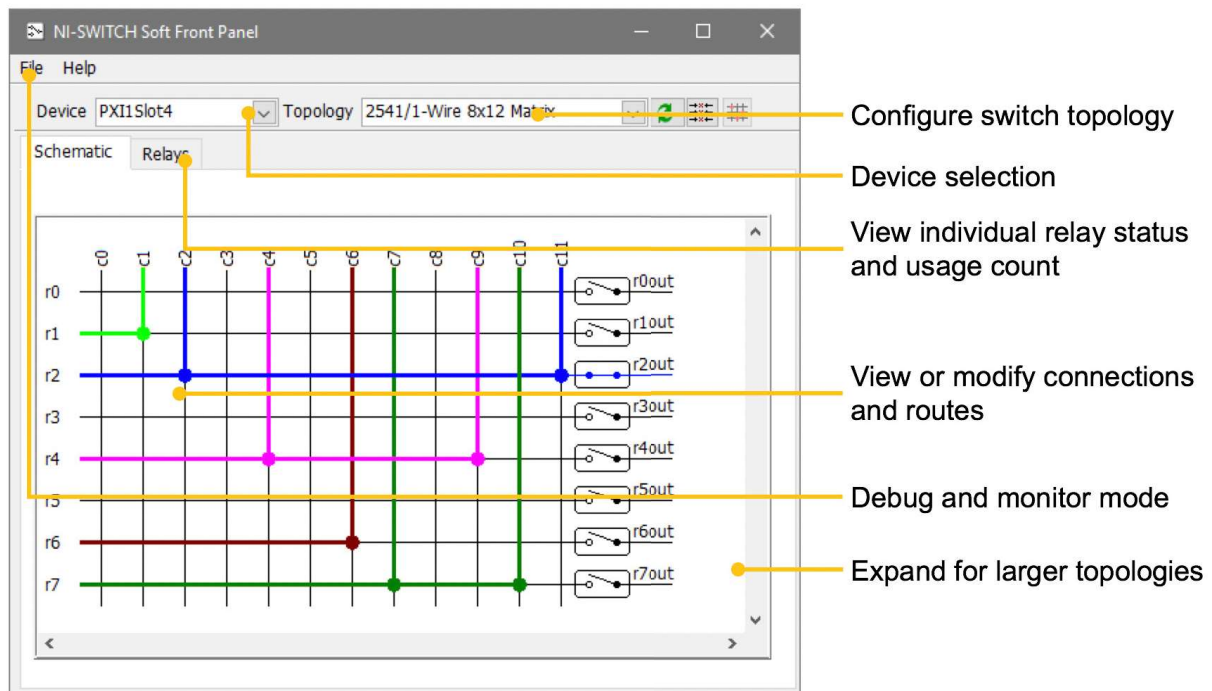 NI-SWITCH Soft Front Panel
File Help
Device PXI1Slot4 Topology 2541/1-Wire 8x12 Matrix
Schematic Relays
c0 c1 c2 c3 c4 c5 c6 c7 c8 c9 c10 c11
r0 r0out
r1 r1out
r2 r2out
r3 r3out
r4 r4out
r5 r5out
r6 r6out
r7 r7out
Configure switch topology
Device selection
View individual relay status
and usage count
View or modify connections
and routes
Debug and monitor mode
Expand for larger topologies